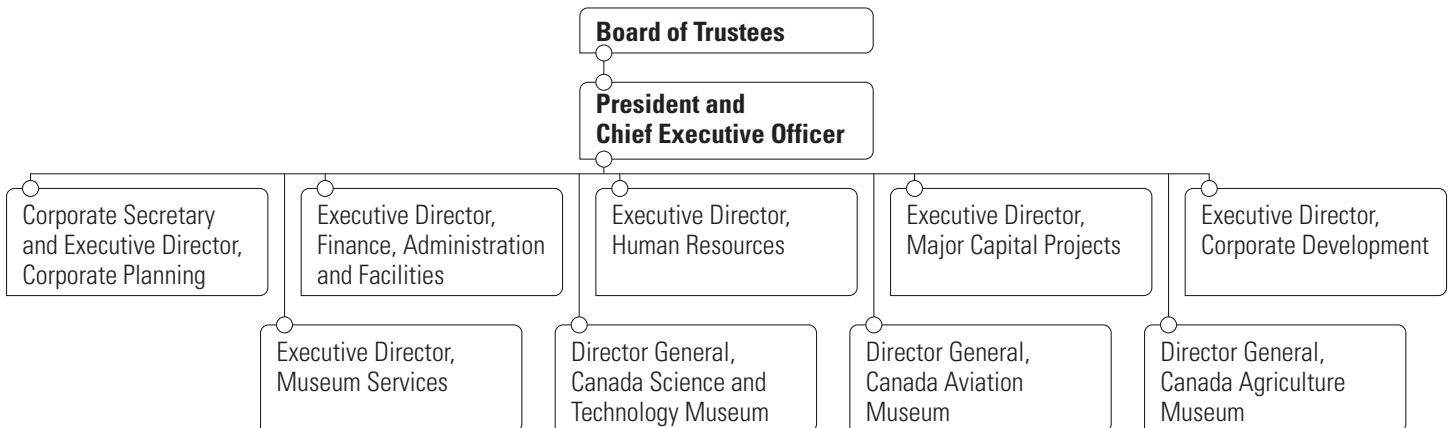 Board of Trustees
President and
Chief Executive Officer
Corporate Secretary
and Executive Director,
Corporate Planning
Executive Director,
Finance, Administration
and Facilities
Executive Director,
Human Resources
Executive Director,
Major Capital Projects
Executive Director,
Corporate Development
Executive Director,
Museum Services
Director General,
Canada Science and
Technology Museum
Director General,
Canada Aviation
Museum
Director General,
Canada Agriculture
Museum